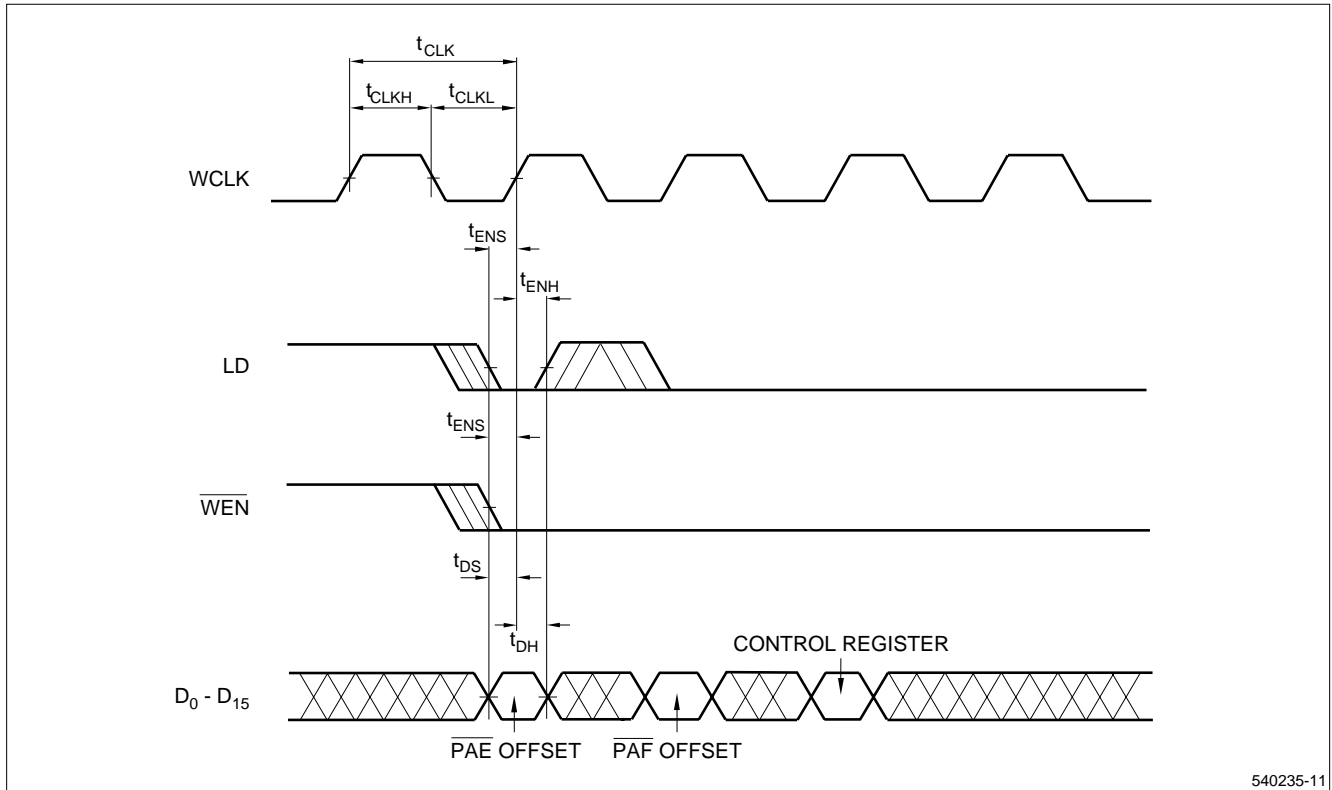 tCLK
tCLKH
tCLKL
WCLK
tENS
tENH
LD
tENS
WEN
tDS
tDH
CONTROL REGISTER
D0 - D15
PAE OFFSET
PAF OFFSET
540235-11